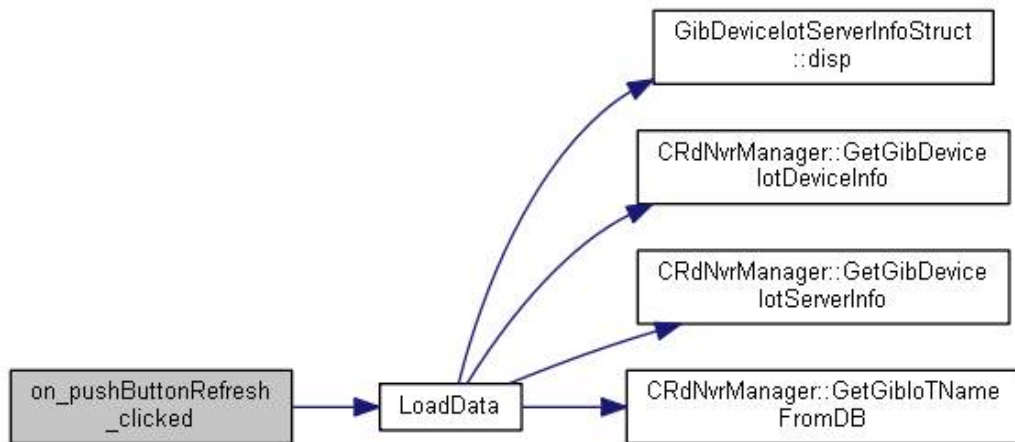 GibDeviceIotServerInfoStruct
::disp
CRdNvrManager::GetGibDevice
IotDeviceInfo
CRdNvrManager::GetGibDevice
IotServerInfo
on_pushButtonRefresh
_clicked
LoadData
CRdNvrManager::GetGibIoTName
FromDB